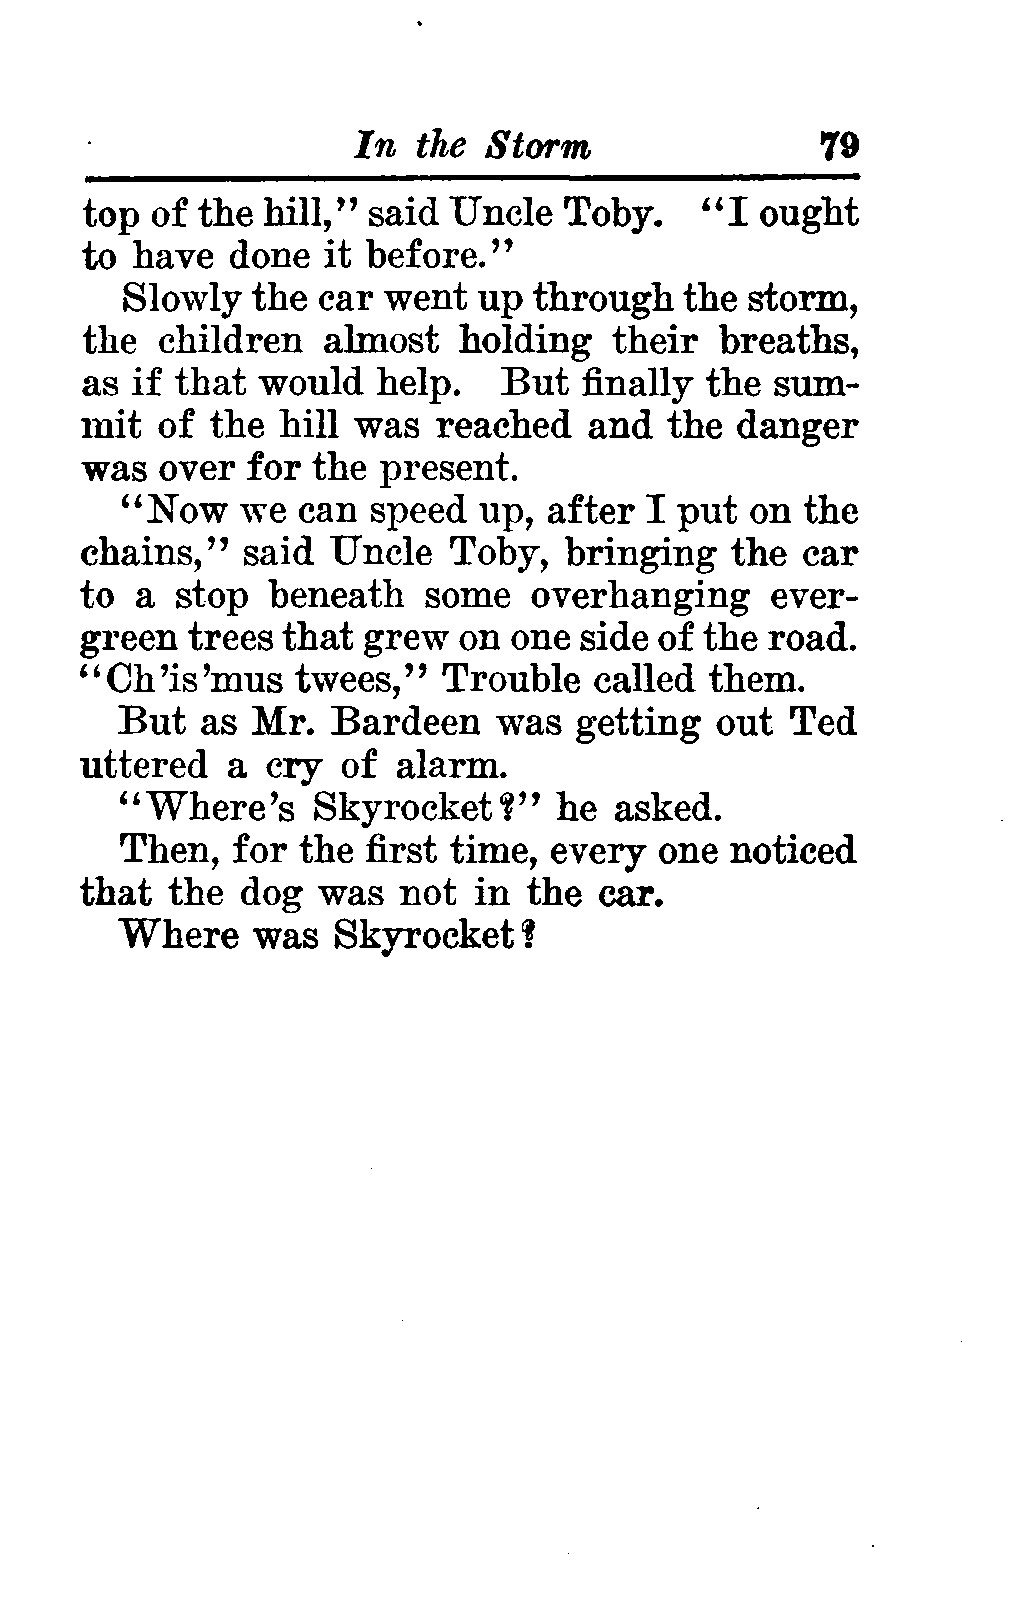 In the Storm 79
top of the hill," said Uncle Toby. "I ought
to have done it before."
Slowly the car went up through the storm,
the children almost holding their breaths,
as if that would help. But finally the sum-
mit of the hill was reached and the danger
was over for the present.
"Now we can speed up, after I put on the
chains," said Uncle Toby, bringing the car
to a stop beneath some overhanging ever-
green trees that grew on one side of the road.
"Ch'is'mus twees," Trouble called them.
But as Mr. Bardeen was getting out Ted
uttered a cry of alarm.
"Where's Skyrocket?" he asked.
Then, for the first time, every one noticed
that the dog was not in the car.
Where was Skyrocket?